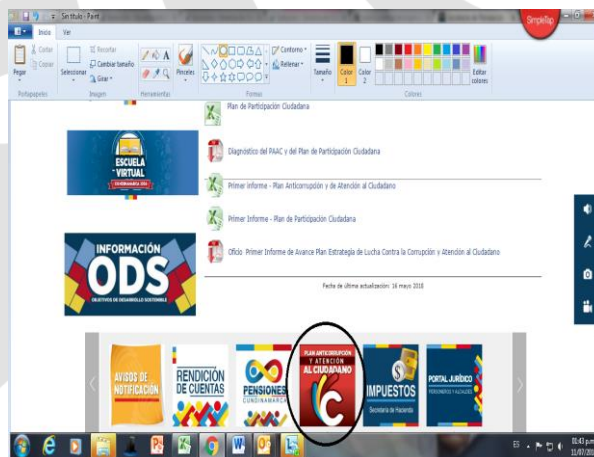 Sin título - Paint
SimpleTap
Inicio
Ver
Pegar
Cortar
Copiar
Seleccionar
Recortar
Cambiar tamaño
Girar
Pinceles
Contorno
Rellenar
Tamaño
Color 1
Color 2
Editar colores
Portapapeles
Imagen
Herramientas
Formas
Colores
Plan de Participación Ciudadana
Diagnóstico del PAAC y del Plan de Participación Ciudadana
Primer informe - Plan Anticorrupción y de Atención al Ciudadano
Primer Informe - Plan de Participación Ciudadana
Oficio Primer Informe de Avance Plan Estrategia de Lucha Contra la Corrupción y Atención al Ciudadano
Fecha de última actualización: 16 mayo 2018
ESCUELA
VIRTUAL
INFORMACIÓN
ODS
OBJETIVOS DE DESARROLLO SOSTENIBLE
AVISOS DE
NOTIFICACIÓN
RENDICIÓN
DE CUENTAS
PENSIONES
CUNDINAMARCA
PLAN ANTICORRUPCIÓN
Y ATENCIÓN
AL CIUDADANO
IMPUESTOS
Secretaría de Hacienda
PORTAL JURÍDICO
PERSONEROS Y ALCALDES
ES